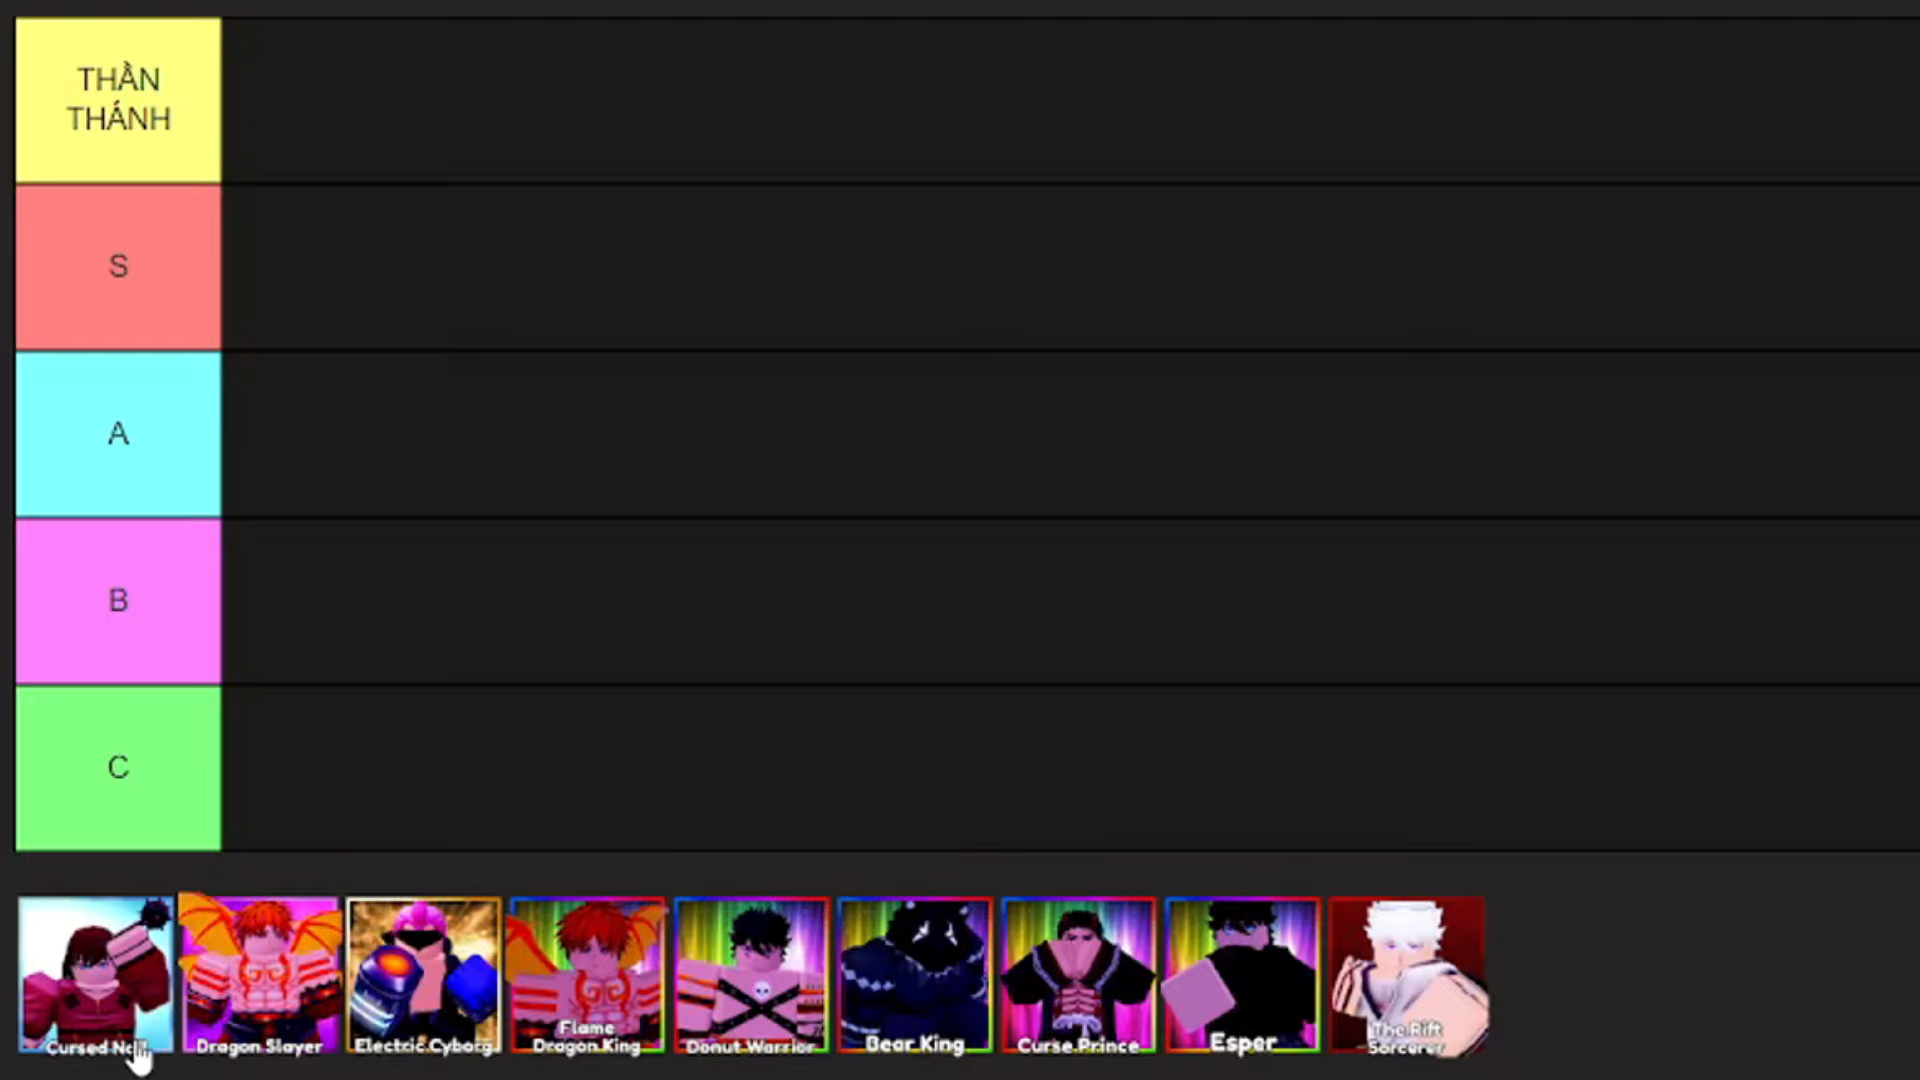 THẦN
THÁNH
S
A
B
C
Cursed
Dragon Slayer
Electric Cyborg
Flame
Dragon King
Donut Warrior
Bear King
Curse Prince
Esper
The Rift
Sorcerer